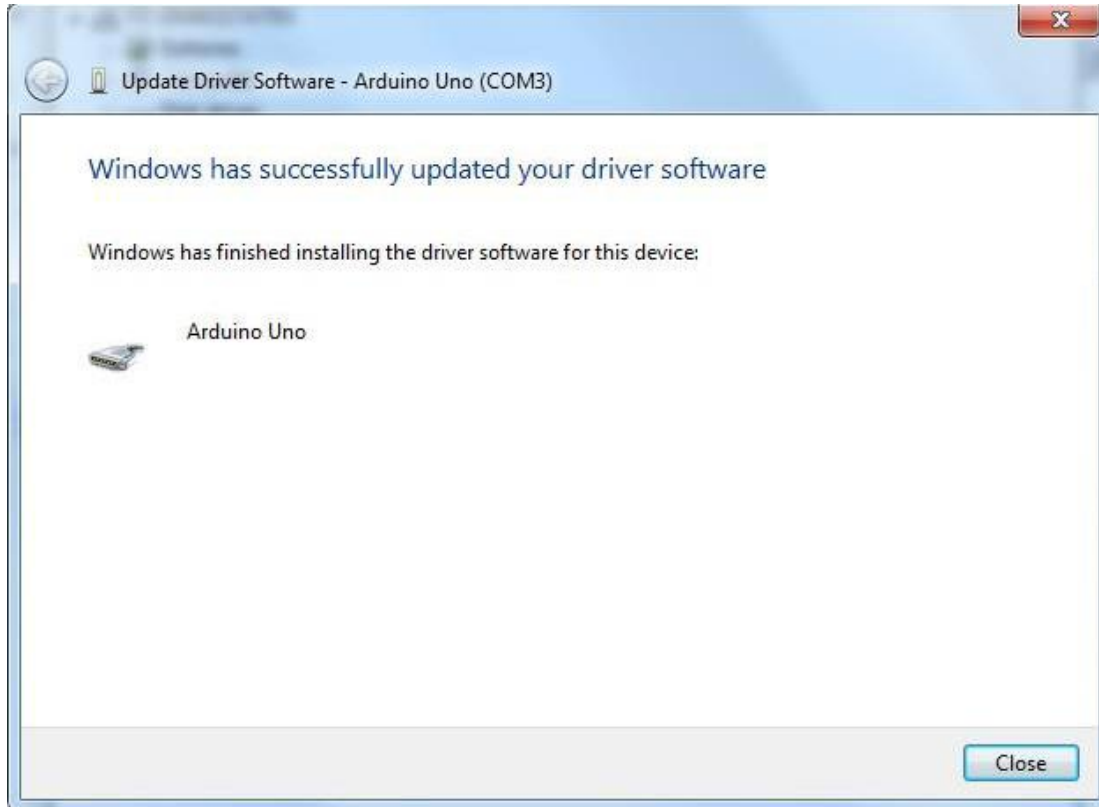 Update Driver Software - Arduino Uno (COM3)
Windows has successfully updated your driver software
Windows has finished installing the driver software for this device:
Arduino Uno
Close